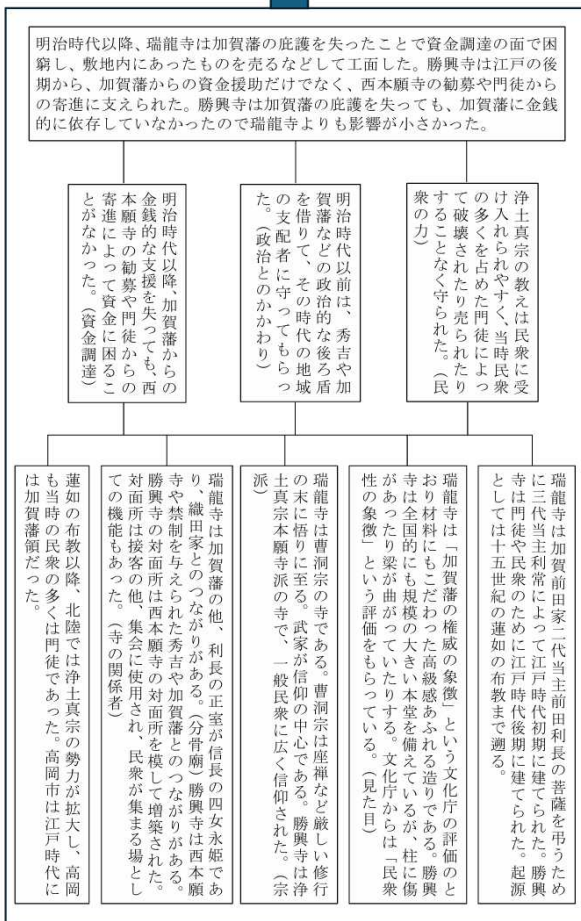 明治時代以降、瑞龍寺は加賀藩の庇護を失ったことで資金調達の面で困
窮し、敷地内にあったものを売るなどして工面した。勝興寺は江戸の後
期から、加賀藩からの資金援助だけでなく、西本願寺の勧募や門徒か
らの寄進に支えられた。勝興寺は加賀藩の庇護を失っても、加賀藩に金銭
的に依存していなかったので瑞龍寺よりも影響が小さかった。
浄土真宗の教えは民衆に受
け入れられやすく、当時民衆
の多くを占めた門徒によっ
て破壊されたり売られたり
することなく守られた。（民
衆の力）
明治時代以前は、秀吉や加
賀藩などの政治的な後ろ盾
を借りて、その時代の地域
の支配者に守ってもらっ
た。（政治とのかかわり）
明治時代以降、加賀藩からの
金銭的な支援を失っても、西
本願寺の勧募や門徒からの
寄進によって資金に困るこ
とがなかった。（資金調達）
瑞龍寺は加賀前田家二代当主前田利長の菩薩を弔うため
に三代当主利常によって江戸時代初期に建てられた。勝興
寺は門徒や民衆のために江戸時代後期に建てられた。起源
としては十五世紀の蓮如の布教まで遡る。
瑞龍寺は「加賀藩の権威の象徴」という文化庁の評価のと
おり材料にもこだわった高級感あふれる造りである。勝興
寺は全国的にも規模の大きい本堂を備えているが、柱に傷
があったり梁が曲がっていたりする。文化庁からは「民衆
性の象徴」という評価をもらっている。（見た目）
瑞龍寺は曹洞宗の寺である。曹洞宗は座禅など厳しい修行
の末に悟りに至る。武家が信仰の中心である。勝興寺は浄
土真宗本願寺派の寺で、一般民衆に広く信仰された。（宗
派）
瑞龍寺は加賀藩の他、利長の正室が信長の四女永姫であ
り、織田家とのつながりがある。（分骨廟）勝興寺は西本願
寺や禁制を与えられた秀吉や加賀藩とのつながりがある。
勝興寺の対面所は西本願寺の対面所を模して増築された。
対面所は接客の他、集会に使用され、民衆が集まる場とし
ての機能もあった。（寺の関係者）
蓮如の布教以降、北陸では浄土真宗の勢力が拡大し、高岡
も当時の民衆の多くは門徒であった。高岡市は江戸時代に
は加賀藩領だった。